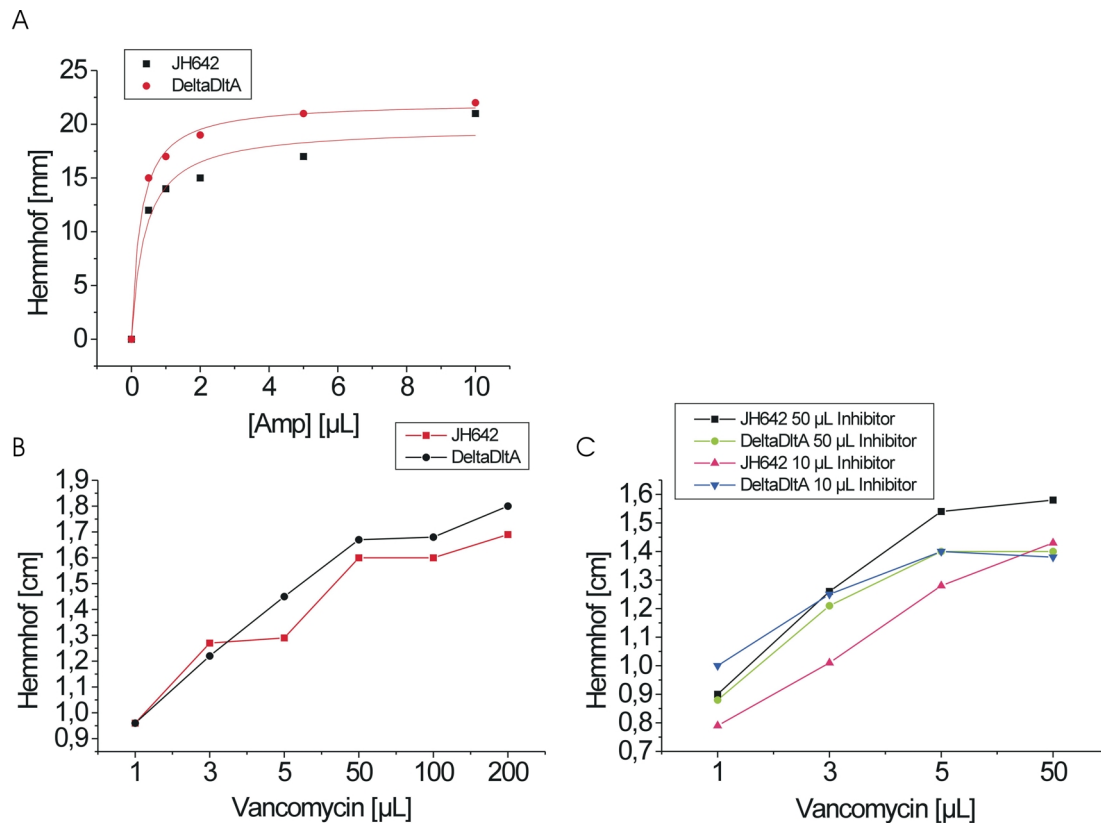 A
JH642
DeltaDltA
25
20
15
10
5
0
Hemmhof [mm]
0 2 4 6 8 10
[Amp] [µL]
B
JH642
DeltaDltA
1,9
1,8
1,7
1,6
1,5
1,4
1,3
1,2
1,1
1,0
0,9
Hemmhof [cm]
1 3 5 50 100 200
Vancomycin [µL]
C
JH642 50 µL Inhibitor
DeltaDltA 50 µL Inhibitor
JH642 10 µL Inhibitor
DeltaDltA 10 µL Inhibitor
1,6
1,5
1,4
1,3
1,2
1,1
1,0
0,9
0,8
0,7
Hemmhof [cm]
1 3 5 50
Vancomycin [µL]